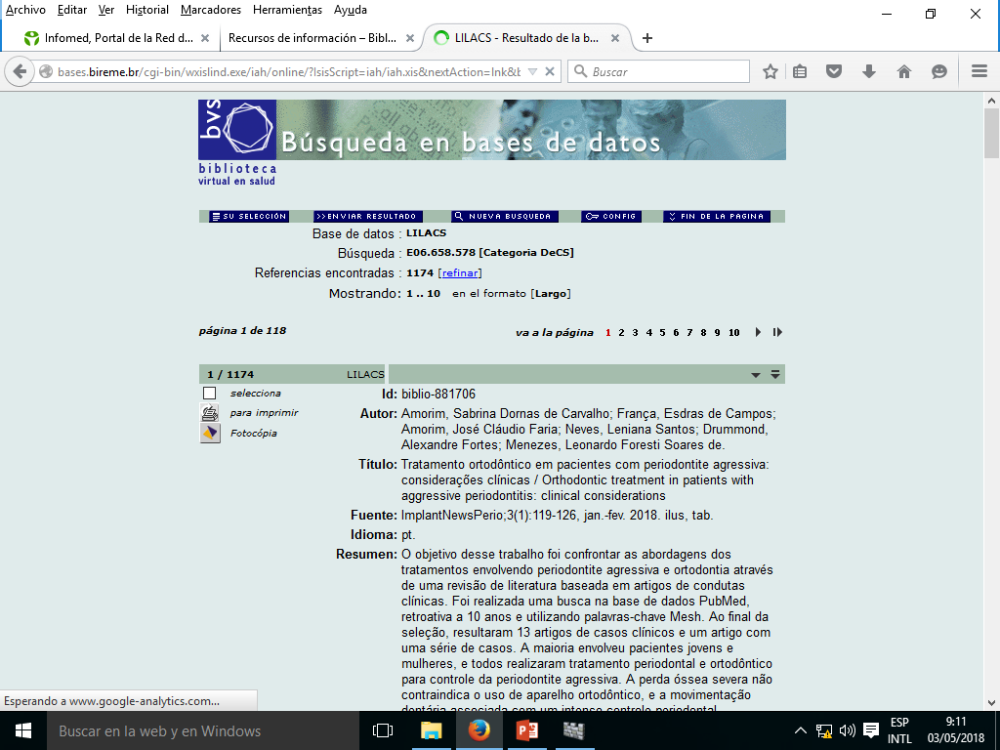 Archivo Editar Ver Historial Marcadores Herramientas Ayuda
Infomed, Portal de la Red d...
Recursos de información – Bibl...
LILACS - Resultado de la b...
bases.bireme.br/cgi-bin/wxislind.exe/iah/online/?IsisScript=iah/iah.xis&nextAction=lnk&b
Buscar
bvs
Búsqueda en bases de datos
biblioteca
virtual en salud
SU SELECCIÓN >>ENVIAR RESULTADO NUEVA BUSQUEDA CONFIG FIN DE LA PAGINA
Base de datos : LILACS
Búsqueda : E06.658.578 [Categoria DeCS]
Referencias encontradas : 1174 [refinar]
Mostrando: 1 .. 10 en el formato [Largo]
página 1 de 118
va a la página 1 2 3 4 5 6 7 8 9 10
1 / 1174 LILACS
selecciona
para imprimir
Fotocópia
Id: biblio-881706
Autor: Amorim, Sabrina Dornas de Carvalho; França, Esdras de Campos;
Amorim, José Cláudio Faria; Neves, Leniana Santos; Drummond,
Alexandre Fortes; Menezes, Leonardo Foresti Soares de.
Título: Tratamento ortodôntico em pacientes com periodontite agressiva:
considerações clínicas / Orthodontic treatment in patients with
aggressive periodontitis: clinical considerations
Fuente: ImplantNewsPerio;3(1):119-126, jan.-fev. 2018. ilus, tab.
Idioma: pt.
Resumen: O objetivo desse trabalho foi confrontar as abordagens dos
tratamentos envolvendo periodontite agressiva e ortodontia através
de uma revisão de literatura baseada em artigos de condutas
clínicas. Foi realizada uma busca na base de dados PubMed,
retroativa a 10 anos e utilizando palavras-chave Mesh. Ao final da
seleção, resultaram 13 artigos de casos clínicos e um artigo com
uma série de casos. A maioria envolveu pacientes jovens e
mulheres, e todos realizaram tratamento periodontal e ortodôntico
para controle da periodontite agressiva. A perda óssea severa não
contraindica o uso de aparelho ortodôntico, e a movimentação
dentária associada com um intenso controle periodontal
Esperando a www.google-analytics.com...
Buscar en la web y en Windows
ESP
INTL
9:11
03/05/2018